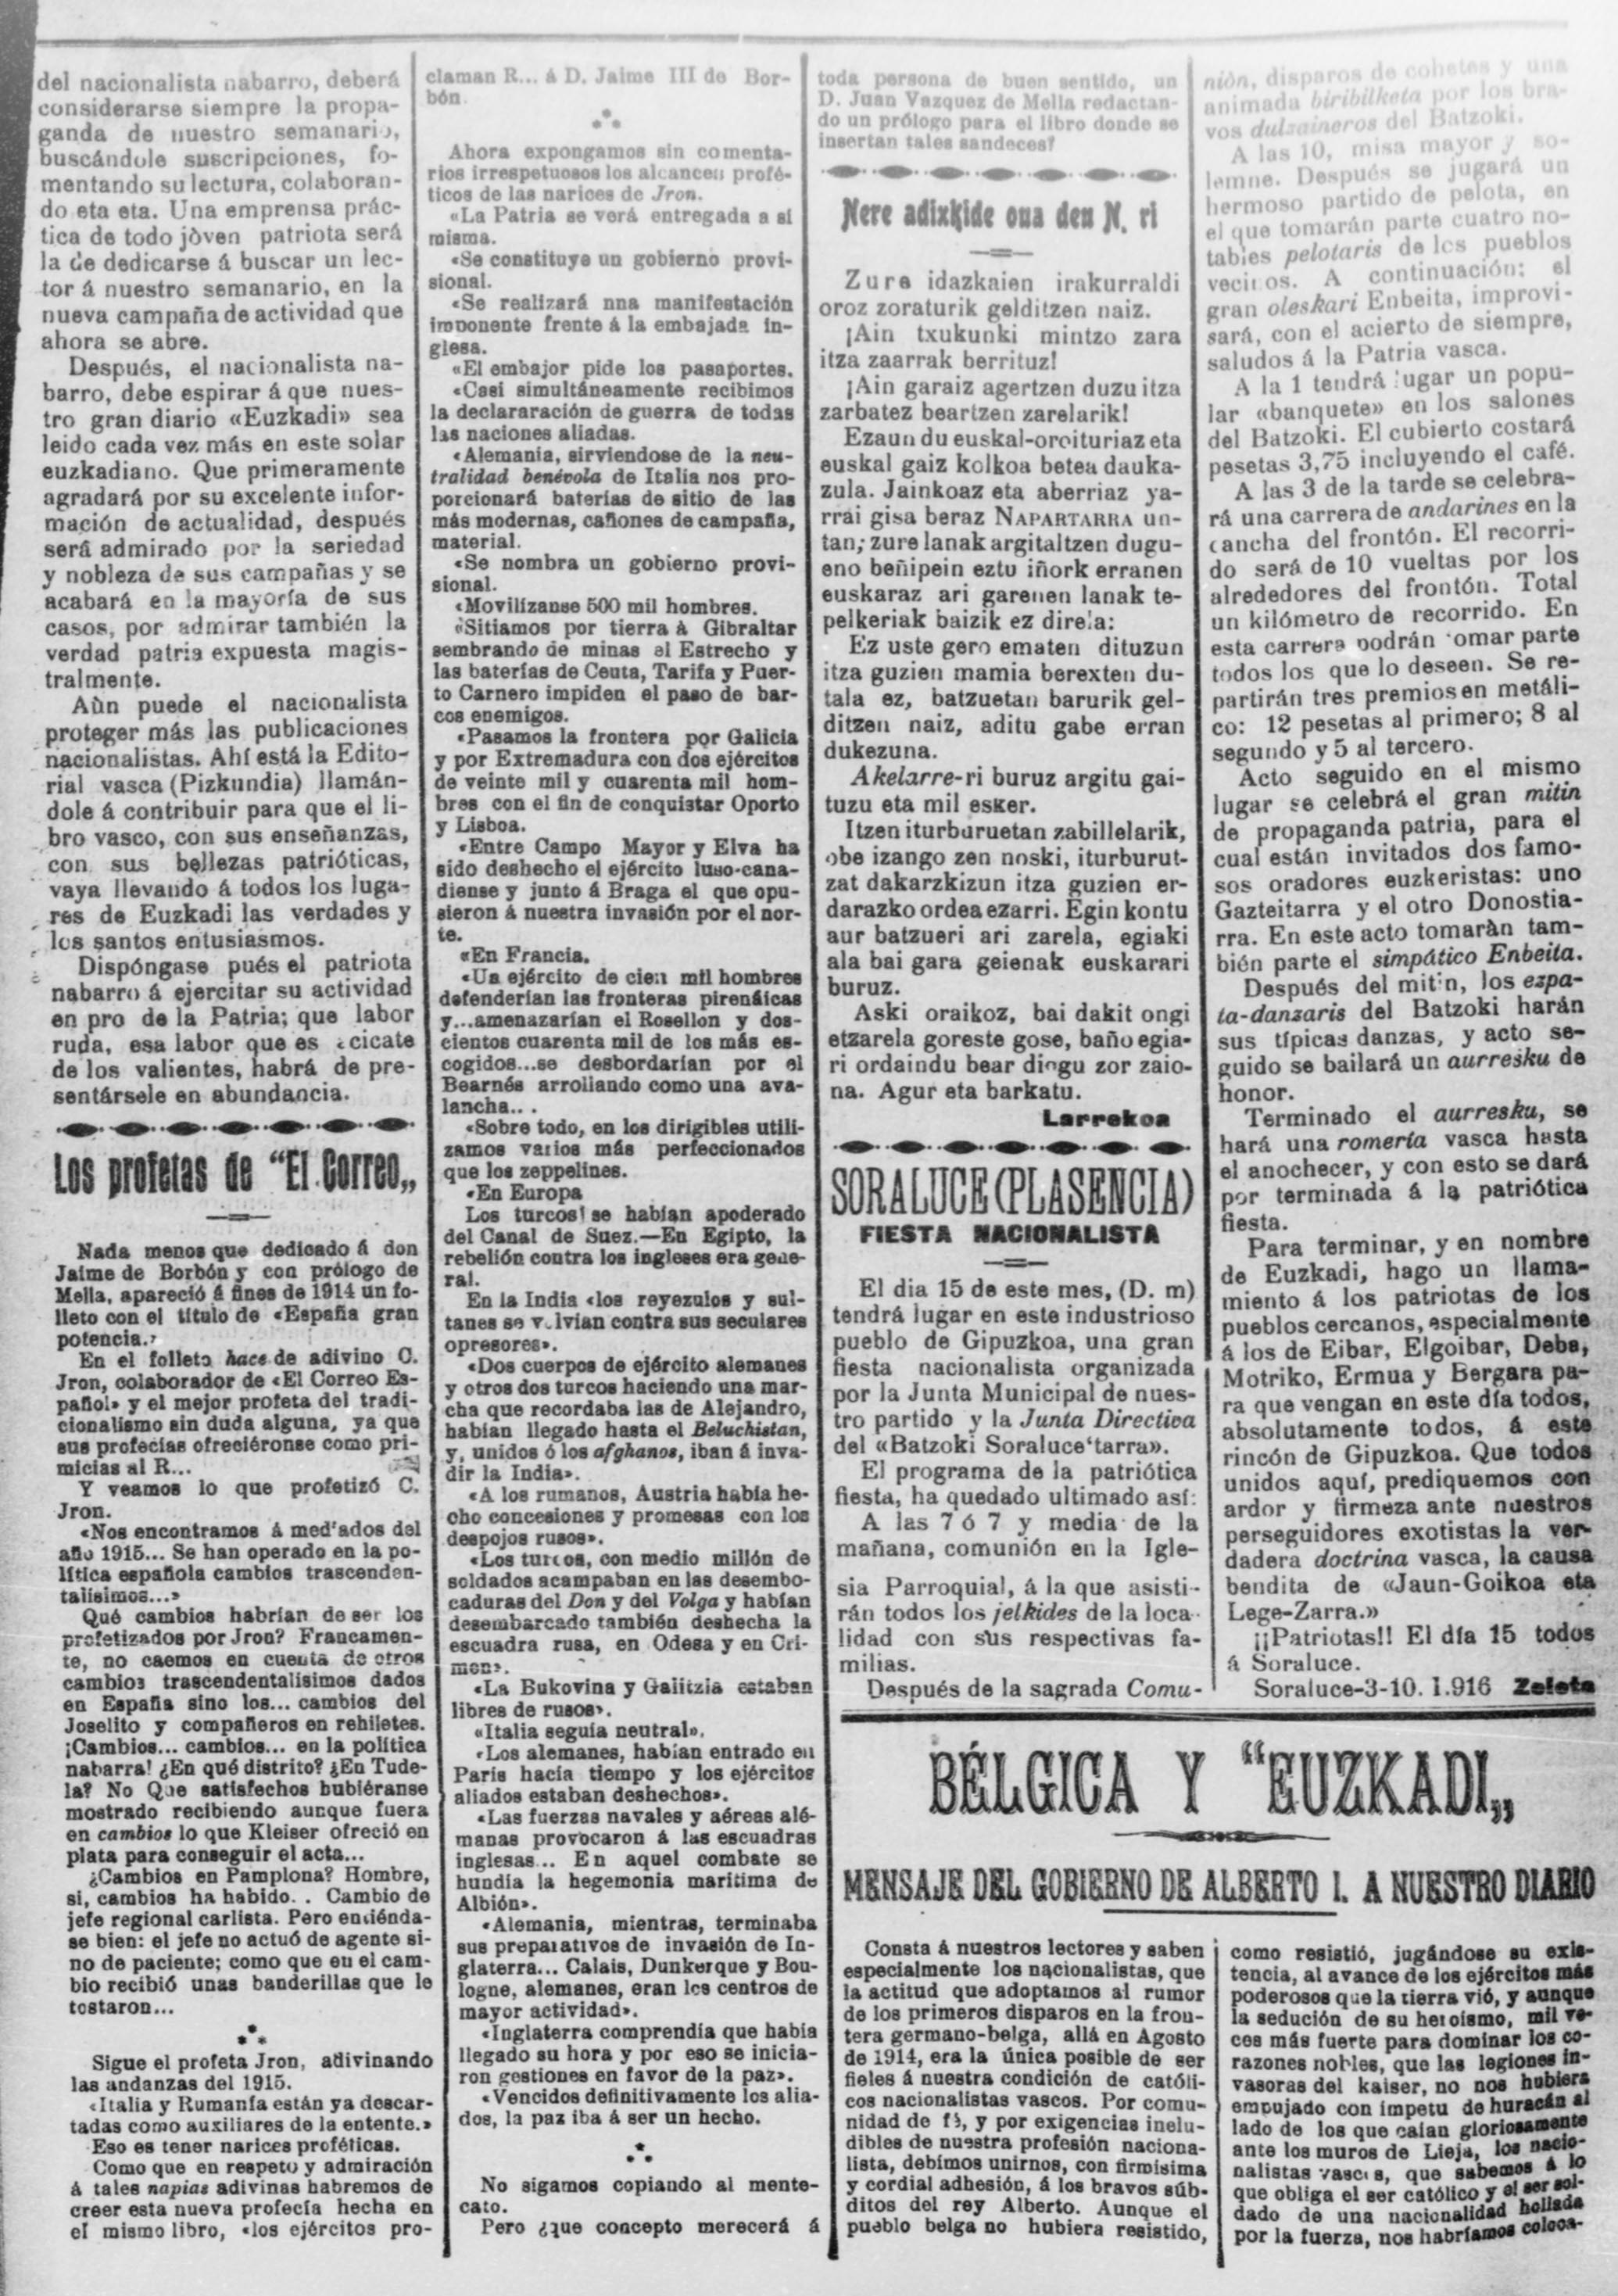 del nacionalista nabarro, deberá
considerarse siempre la propa-
ganda de nuestro semanario,
buscándole suscripciones, fo-
mentando su lectura, colaboran-
do eta eta. Una emprensa prác-
tica de todo jòven patriota será
la de dedicarse á buscar un lec-
tor á nuestro semanario, en la
nueva campaña de actividad que
ahora se abre.
Después, el nacionalista na-
barro, debe espirar á que nues-
tro gran diario «Euzkadi» sea
leido cada vez más en este solar
euzkadiano. Que primeramente
agradará por su excelente infor-
mación de actualidad, después
será admirado por la seriedad
y nobleza de sus campañas y se
acabará en la mayoría de sus
casos, por admirar también la
verdad patria expuesta magis-
tralmente.
Aùn puede el nacionalista
proteger más las publicaciones
nacionalistas. Ahí está la Edito-
rial vasca (Pizkundia) llamán-
dole á contribuir para que el li-
bro vasco, con sus enseñanzas,
con sus bellezas patrióticas,
vaya llevando á todos los luga-
res de Euzkadi las verdades y
los santos entusiasmos.
Dispóngase pués el patriota
nabarro á ejercitar su actividad
en pro de la Patria; que labor
ruda, esa labor que es acicate
de los valientes, habrá de pre-
sentársele en abundancia.
Los profetas de "El Correo„
Nada menos que dedicado á don
Jaime de Borbón y con prólogo de
Mella, apareció á fines de 1914 un fo-
lleto con el título de «España gran
potencia.»
En el folleto hace de adivino C.
Jron, colaborador de «El Correo Es-
pañol» y el mejor profeta del tradi-
cionalismo sin duda alguna, ya que
sus profecías ofreciéronse como pri-
micias al R...
Y veamos lo que profetizó C.
Jron.
«Nos encontramos á mediados del
año 1915... Se han operado en la po-
lítica española cambios trascenden-
talísimos...»
Qué cambios habrían de ser los
profetizados por Jron? Francamen-
te, no caemos en cuenta de otros
cambios trascendentalisimos dados
en España sino los... cambios del
Joselito y compañeros en rehiletes.
¡Cambios... cambios... en la política
nabarra! ¿En qué distrito? ¿En Tude-
la? No Que satisfechos hubiéranse
mostrado recibiendo aunque fuera
en cambios lo que Kleiser ofreció en
plata para conseguir el acta...
¿Cambios en Pamplona? Hombre,
si, cambios ha habido. . Cambio de
jefe regional carlista. Pero entiénda-
se bien: el jefe no actuó de agente si-
no de paciente; como que en el cam-
bio recibió unas banderillas que le
tostaron...
Sigue el profeta Jron, adivinando
las andanzas del 1915.
«Italia y Rumanía están ya descar-
tadas como auxiliares de la entente.»
Eso es tener narices proféticas.
Como que en respeto y admiración
á tales napias adivinas habremos de
creer esta nueva profecía hecha en
el mismo libro, «los ejércitos pro-
claman R... á D. Jaime III de Bor-
bón.
Ahora expongamos sin comenta-
rios irrespetuosos los alcances profé-
ticos de las narices de Jron.
«La Patria se verá entregada a si
misma.
«Se constituye un gobierno provi-
sional.
«Se realizará nna manifestación
imponente frente á la embajada in-
glesa.
«El embajor pide los pasaportes.
«Casi simultáneamente recibimos
la declararación de guerra de todas
las naciones aliadas.
«Alemania, sirviendose de la neu-
tralidad benévola de Italia nos pro-
porcionará baterías de sitio de las
más modernas, cañones de campaña,
material.
«Se nombra un gobierno provi-
sional.
«Movilízanse 500 mil hombres.
«Sitiamos por tierra à Gibraltar
sembrando de minas el Estrecho y
las baterías de Ceuta, Tarifa y Puer-
to Carnero impiden el paso de bar-
cos enemigos.
«Pasamos la frontera por Galicia
y por Extremadura con dos ejércitos
de veinte mil y cuarenta mil hom-
bres con el fin de conquistar Oporto
y Lisboa.
«Entre Campo Mayor y Elva ha
sido deshecho el ejército luso-cana-
diense y junto á Braga el que opu-
sieron á nuestra invasión por el nor-
te.
«En Francia.
«Un ejército de cien mil hombres
defenderían las fronteras pirenáicas
y...amenazarían el Rosellon y dos-
cientos cuarenta mil de los más es-
cogidos...se desbordarían por el
Bearnés arrollando como una ava-
lancha.. .
«Sobre todo, en los dirigibles utili-
zamos varios más perfeccionados
que los zeppelines.
«En Europa
Los turcos se habían apoderado
del Canal de Suez.—En Egipto, la
rebelión contra los ingleses era gene-
ral.
En la India «los reyezulos y sul-
tanes se volvían contra sus seculares
opresores».
«Dos cuerpos de ejército alemanes
y otros dos turcos haciendo una mar-
cha que recordaba las de Alejandro,
habían llegado hasta el Beluchistan,
y, unidos ó los afghanos, iban á inva-
dir la India».
«A los rumanos, Austria había he-
cho concesiones y promesas con los
despojos rusos».
«Los turcos, con medio millón de
soldados acampaban en las desembo-
caduras del Don y del Volga y habían
desembarcado también deshecha la
escuadra rusa, en Odesa y en Cri-
men».
«La Bukovina y Galitzia estaban
libres de rusos».
«Italia seguía neutral».
«Los alemanes, habían entrado en
Paris hacía tiempo y los ejércitos
aliados estaban deshechos».
«Las fuerzas navales y aéreas alé-
manas provocaron á las escuadras
inglesas... En aquel combate se
hundía la hegemonia maritima de
Albión».
«Alemania, mientras, terminaba
sus preparativos de invasión de In-
glaterra... Calais, Dunkerque y Bou-
logne, alemanes, eran los centros de
mayor actividad».
«Inglaterra comprendía que había
llegado su hora y por eso se inicia-
ron gestiones en favor de la paz».
«Vencidos definitivamente los alia-
dos, la paz iba á ser un hecho.
No sigamos copiando al mente-
cato.
Pero ¿que concepto merecerá á
toda persona de buen sentido, un
D. Juan Vazquez de Mella redactan-
do un prólogo para el libro donde se
insertan tales sandeces?
Nere adixkide ona den N. ri
Zure idazkaien irakurraldi
oroz zoraturik gelditzen naiz.
¡Ain txukunki mintzo zara
itza zaarrak berrituz!
¡Ain garaiz agertzen duzu itza
zarbatez beartzen zarelarik!
Ezaun du euskal-oroituriaz eta
euskal gaiz kolkoa betea dauka-
zula. Jainkoaz eta aberriaz ya-
rrai gisa beraz NAPARTARRA un-
tan; zure lanak argitaltzen dugu-
eno beñipein eztu iñork erranen
euskaraz ari garenen lanak te-
pelkeriak baizik ez direla:
Ez uste gero ematen dituzun
itza guzien mamia berexten du-
tala ez, batzuetan barurik gel-
ditzen naiz, aditu gabe erran
dukezuna.
Akelarre-ri buruz argitu gai-
tuzu eta mil esker.
Itzen iturburuetan zabillelarik,
obe izango zen noski, iturburut-
zat dakarzkizun itza guzien er-
darazko ordea ezarri. Egin kontu
aur batzueri ari zarela, egiaki
ala bai gara geienak euskarari
buruz.
Aski oraikoz, bai dakit ongi
etzarela goreste gose, baño egia-
ri ordaindu bear diogu zor zaio-
na. Agur eta barkatu.
Larrekoa
SORALUCE (PLASENCIA)
FIESTA NACIONALISTA
El dia 15 de este mes, (D. m)
tendrá lugar en este industrioso
pueblo de Gipuzkoa, una gran
fiesta nacionalista organizada
por la Junta Municipal de nues-
tro partido y la Junta Directiva
del «Batzoki Soraluce‘tarra».
El programa de la patriótica
fiesta, ha quedado ultimado así:
A las 7 ó 7 y media de la
mañana, comunión en la Igle-
sia Parroquial, á la que asisti-
rán todos los jelkides de la loca-
lidad con sus respectivas fa-
milias.
Después de la sagrada Comu-
niòn, disparos de cohetes y una
animada biribilketa por los bra-
vos dulzaineros del Batzoki.
A las 10, misa mayor y so-
lemne. Después se jugará un
hermoso partido de pelota, en
el que tomarán parte cuatro no-
tables pelotaris de los pueblos
vecinos. A continuación; el
gran oleskari Enbeita, improvi-
sará, con el acierto de siempre,
saludos á la Patria vasca.
A la 1 tendrá lugar un popu-
lar «banquete» en los salones
del Batzoki. El cubierto costará
pesetas 3,75 incluyendo el café.
A las 3 de la tarde se celebra-
rá una carrera de andarines en la
cancha del frontón. El recorri-
do será de 10 vueltas por los
alrededores del frontón. Total
un kilómetro de recorrido. En
esta carrera podrán tomar parte
todos los que lo deseen. Se re-
partirán tres premios en metáli-
co: 12 pesetas al primero; 8 al
segundo y 5 al tercero.
Acto seguido en el mismo
lugar se celebrá el gran mitin
de propaganda patria, para el
cual están invitados dos famo-
sos oradores euzkeristas: uno
Gazteitarra y el otro Donostia-
rra. En este acto tomaràn tam-
bién parte el simpático Enbeita.
Después del mitin, los ezpa-
ta-danzaris del Batzoki harán
sus típicas danzas, y acto se-
guido se bailará un aurresku de
honor.
Terminado el aurresku, se
hará una romería vasca hasta
el anochecer, y con esto se dará
por terminada á la patriótica
fiesta.
Para terminar, y en nombre
de Euzkadi, hago un llama-
miento á los patriotas de los
pueblos cercanos, especialmente
á los de Eibar, Elgoibar, Deba,
Motriko, Ermua y Bergara pa-
ra que vengan en este día todos,
absolutamente todos, á este
rincón de Gipuzkoa. Que todos
unidos aquí, prediquemos con
ardor y firmeza ante nuestros
perseguidores exotistas la ver-
dadera doctrina vasca, la causa
bendita de «Jaun-Goikoa eta
Lege-Zarra.»
¡¡Patriotas!! El día 15 todos
á Soraluce.
Soraluce-3-10. 1.916 Zeleta
BÉLGICA Y "EUZKADI„
MENSAJE DEL GOBIERNO DE ALBERTO I. A NUESTRO DIARIO
Consta á nuestros lectores y saben
especialmente los nacionalistas, que
la actitud que adoptamos al rumor
de los primeros disparos en la fron-
tera germano-belga, allá en Agosto
de 1914, era la única posible de ser
fieles á nuestra condición de católi-
cos nacionalistas vascos. Por comu-
nidad de fé, y por exigencias inelu-
dibles de nuestra profesión naciona-
lista, debimos unirnos, con firmisima
y cordial adhesión, á los bravos súb-
ditos del rey Alberto. Aunque el
pueblo belga no hubiera resistido,
como resistió, jugándose su exis-
tencia, al avance de los ejércitos más
poderosos que la tierra vió, y aunque
la sedución de su heroismo, mil ve-
ces más fuerte para dominar los co-
razones nobles, que las legiones in-
vasoras del kaiser, no nos hubiera
empujado con ímpetu de huracán al
lado de los que caían gloriosamente
ante los muros de Lieja, los nacio-
nalistas vascos, que sabemos á lo
que obliga el ser católico y el ser sol-
dado de una nacionalidad hollada
por la fuerza, nos habríamos coloca-